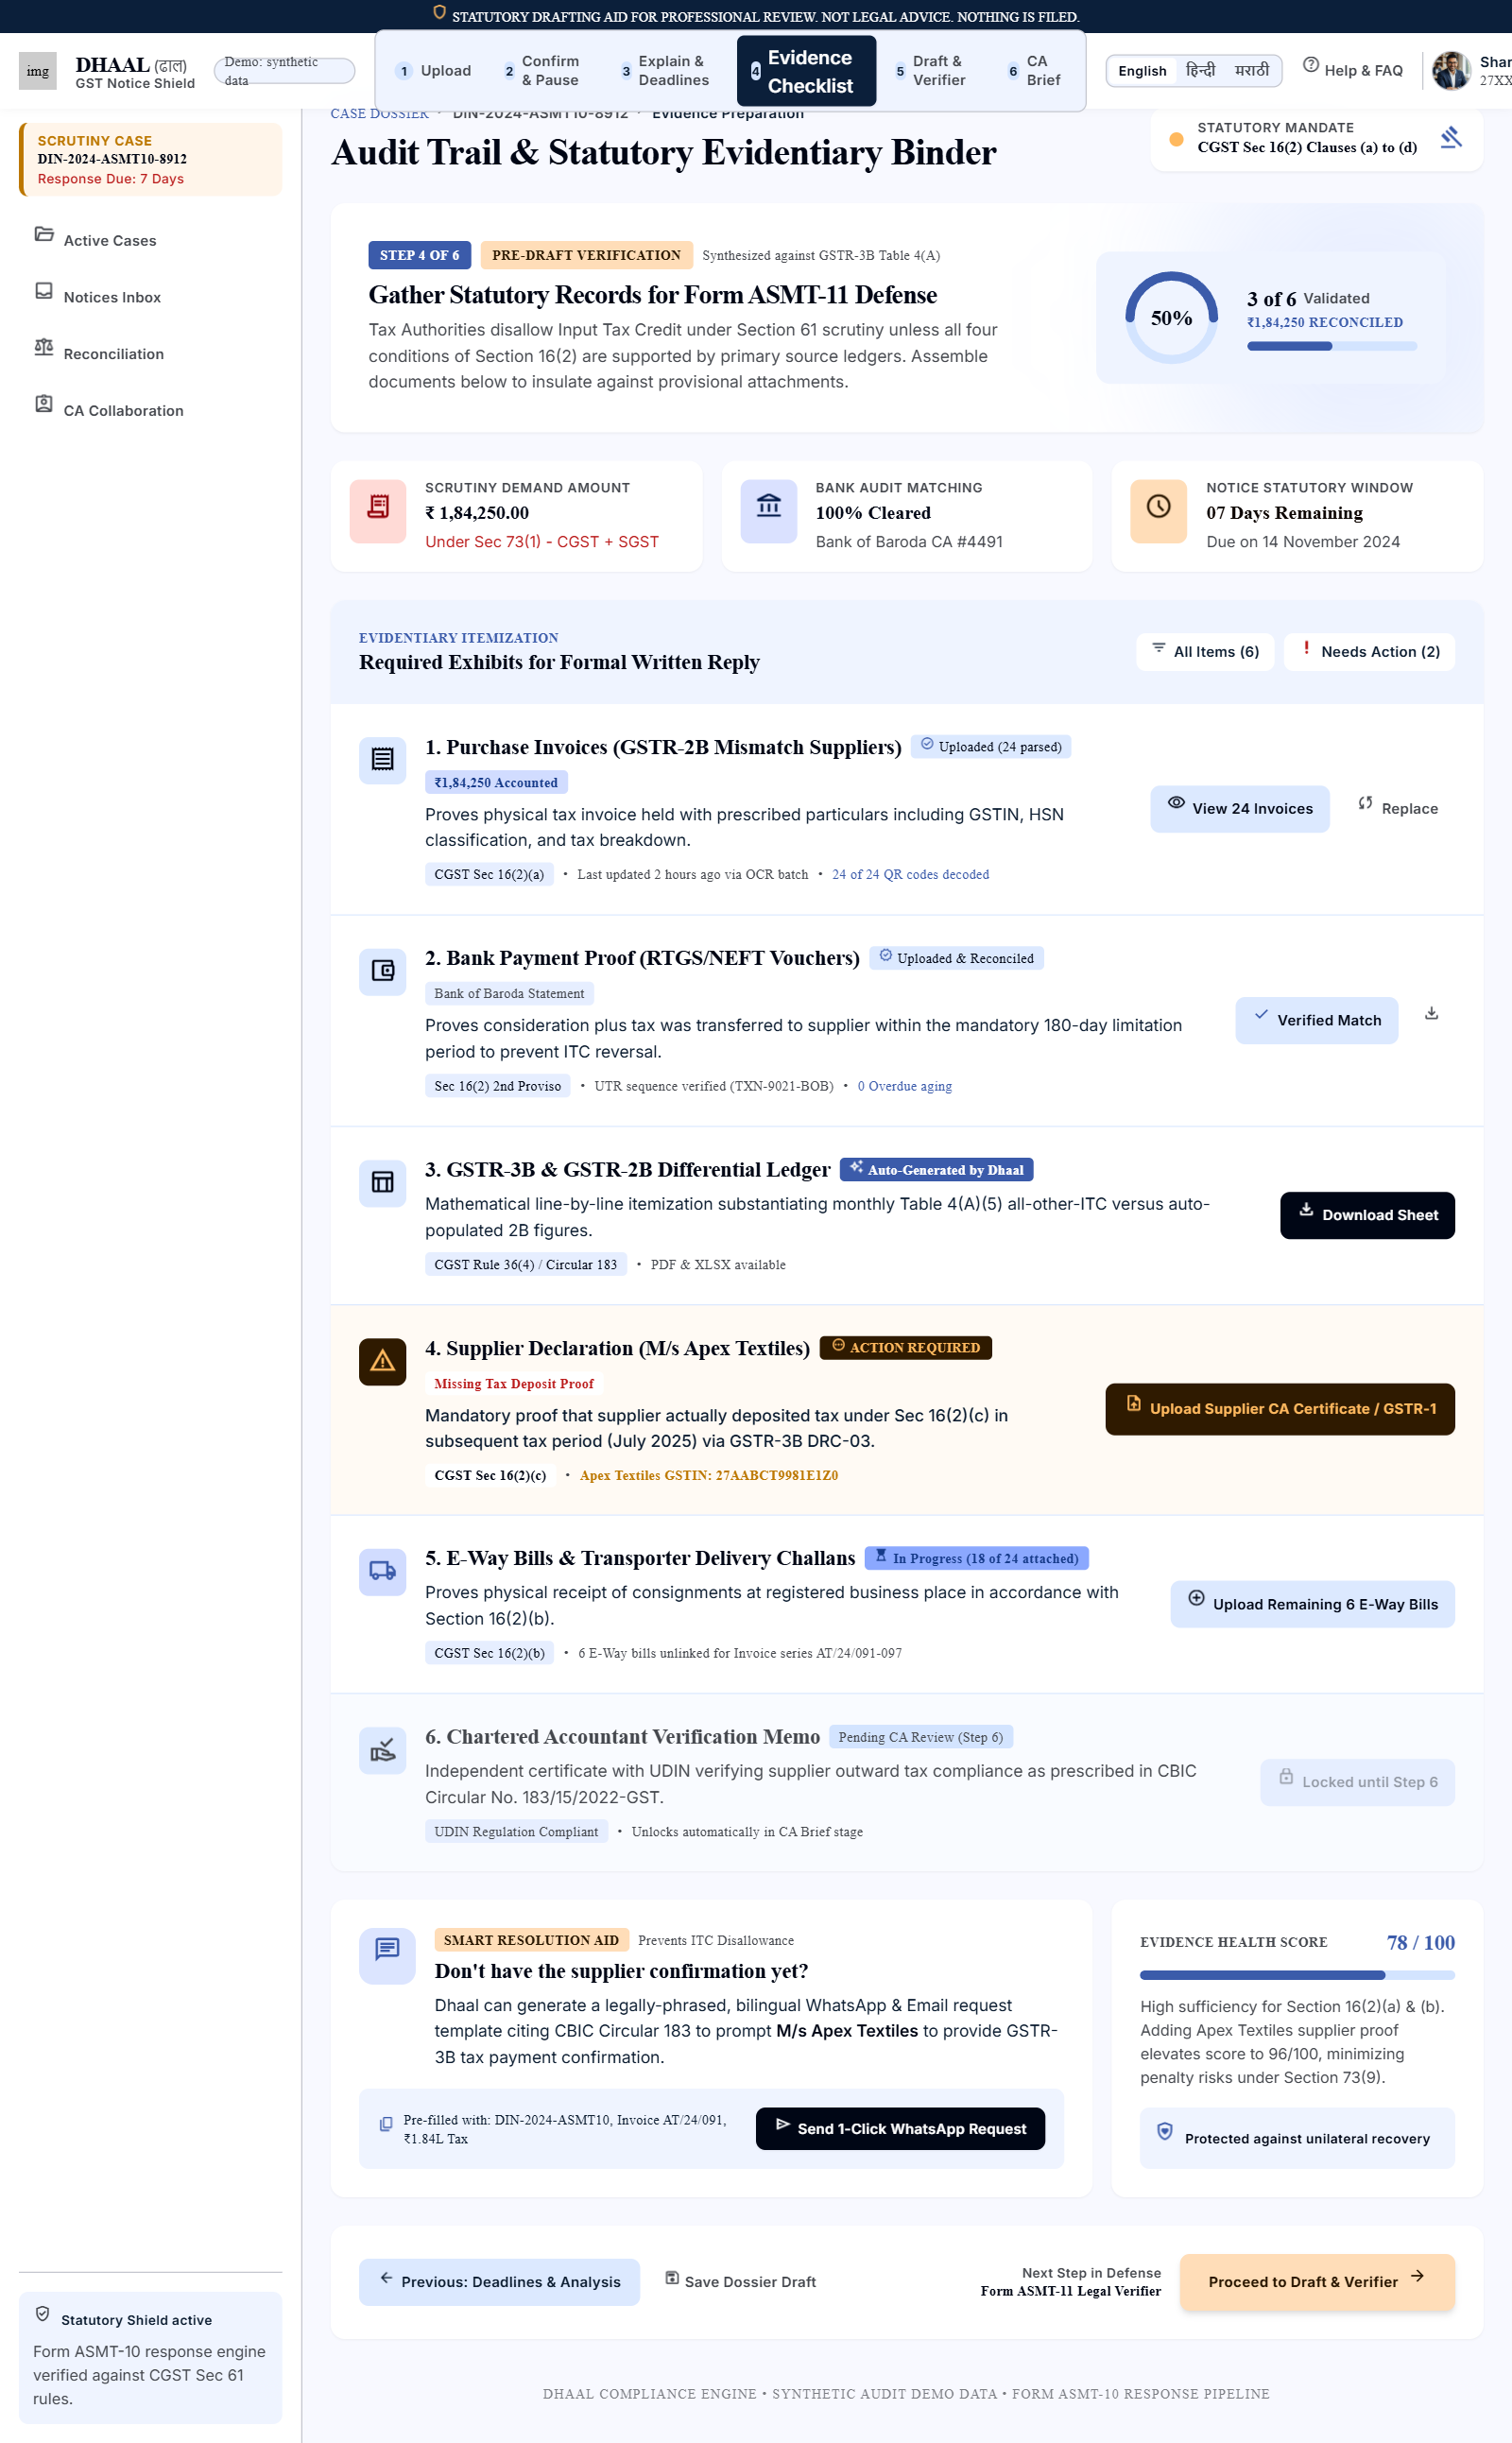 STATUTORY DRAFTING AID FOR PROFESSIONAL REVIEW. NOT LEGAL ADVICE. NOTHING IS FILED.
img
DHAAL (ढाल)
GST Notice Shield
Demo: synthetic
data
1 Upload
2 Confirm
& Pause
3 Explain &
Deadlines
4 Evidence
Checklist
5 Draft &
Verifier
6 CA
Brief
English हिन्दी मराठी
Help & FAQ
Shar
27XX
SCRUTINY CASE
DIN-2024-ASMT10-8912
Response Due: 7 Days
Active Cases
Notices Inbox
Reconciliation
CA Collaboration
CASE DOSSIER • DIN-2024-ASMT10-8912 • Evidence Preparation
Audit Trail & Statutory Evidentiary Binder
STATUTORY MANDATE
CGST Sec 16(2) Clauses (a) to (d)
STEP 4 OF 6 PRE-DRAFT VERIFICATION Synthesized against GSTR-3B Table 4(A)
Gather Statutory Records for Form ASMT-11 Defense
Tax Authorities disallow Input Tax Credit under Section 61 scrutiny unless all four
conditions of Section 16(2) are supported by primary source ledgers. Assemble
documents below to insulate against provisional attachments.
50%
3 of 6 Validated
₹1,84,250 RECONCILED
SCRUTINY DEMAND AMOUNT
₹ 1,84,250.00
Under Sec 73(1) - CGST + SGST
BANK AUDIT MATCHING
100% Cleared
Bank of Baroda CA #4491
NOTICE STATUTORY WINDOW
07 Days Remaining
Due on 14 November 2024
EVIDENTIARY ITEMIZATION
Required Exhibits for Formal Written Reply
All Items (6)
Needs Action (2)
1. Purchase Invoices (GSTR-2B Mismatch Suppliers) Uploaded (24 parsed)
₹1,84,250 Accounted
Proves physical tax invoice held with prescribed particulars including GSTIN, HSN
classification, and tax breakdown.
CGST Sec 16(2)(a) • Last updated 2 hours ago via OCR batch • 24 of 24 QR codes decoded
View 24 Invoices
Replace
2. Bank Payment Proof (RTGS/NEFT Vouchers) Uploaded & Reconciled
Bank of Baroda Statement
Proves consideration plus tax was transferred to supplier within the mandatory 180-day limitation
period to prevent ITC reversal.
Sec 16(2) 2nd Proviso • UTR sequence verified (TXN-9021-BOB) • 0 Overdue aging
Verified Match
3. GSTR-3B & GSTR-2B Differential Ledger Auto-Generated by Dhaal
Mathematical line-by-line itemization substantiating monthly Table 4(A)(5) all-other-ITC versus auto-
populated 2B figures.
CGST Rule 36(4) / Circular 183 • PDF & XLSX available
Download Sheet
4. Supplier Declaration (M/s Apex Textiles) ACTION REQUIRED
Missing Tax Deposit Proof
Mandatory proof that supplier actually deposited tax under Sec 16(2)(c) in
subsequent tax period (July 2025) via GSTR-3B DRC-03.
CGST Sec 16(2)(c) • Apex Textiles GSTIN: 27AABCT9981E1Z0
Upload Supplier CA Certificate / GSTR-1
5. E-Way Bills & Transporter Delivery Challans In Progress (18 of 24 attached)
Proves physical receipt of consignments at registered business place in accordance with
Section 16(2)(b).
CGST Sec 16(2)(b) • 6 E-Way bills unlinked for Invoice series AT/24/091-097
Upload Remaining 6 E-Way Bills
6. Chartered Accountant Verification Memo Pending CA Review (Step 6)
Independent certificate with UDIN verifying supplier outward tax compliance as prescribed in CBIC
Circular No. 183/15/2022-GST.
UDIN Regulation Compliant • Unlocks automatically in CA Brief stage
Locked until Step 6
SMART RESOLUTION AID Prevents ITC Disallowance
Don't have the supplier confirmation yet?
Dhaal can generate a legally-phrased, bilingual WhatsApp & Email request
template citing CBIC Circular 183 to prompt M/s Apex Textiles to provide GSTR-
3B tax payment confirmation.
Pre-filled with: DIN-2024-ASMT10, Invoice AT/24/091,
₹1.84L Tax
Send 1-Click WhatsApp Request
EVIDENCE HEALTH SCORE 78 / 100
High sufficiency for Section 16(2)(a) & (b).
Adding Apex Textiles supplier proof
elevates score to 96/100, minimizing
penalty risks under Section 73(9).
Protected against unilateral recovery
Previous: Deadlines & Analysis
Save Dossier Draft
Next Step in Defense
Form ASMT-11 Legal Verifier
Proceed to Draft & Verifier
Statutory Shield active
Form ASMT-10 response engine
verified against CGST Sec 61
rules.
DHAAL COMPLIANCE ENGINE • SYNTHETIC AUDIT DEMO DATA • FORM ASMT-10 RESPONSE PIPELINE